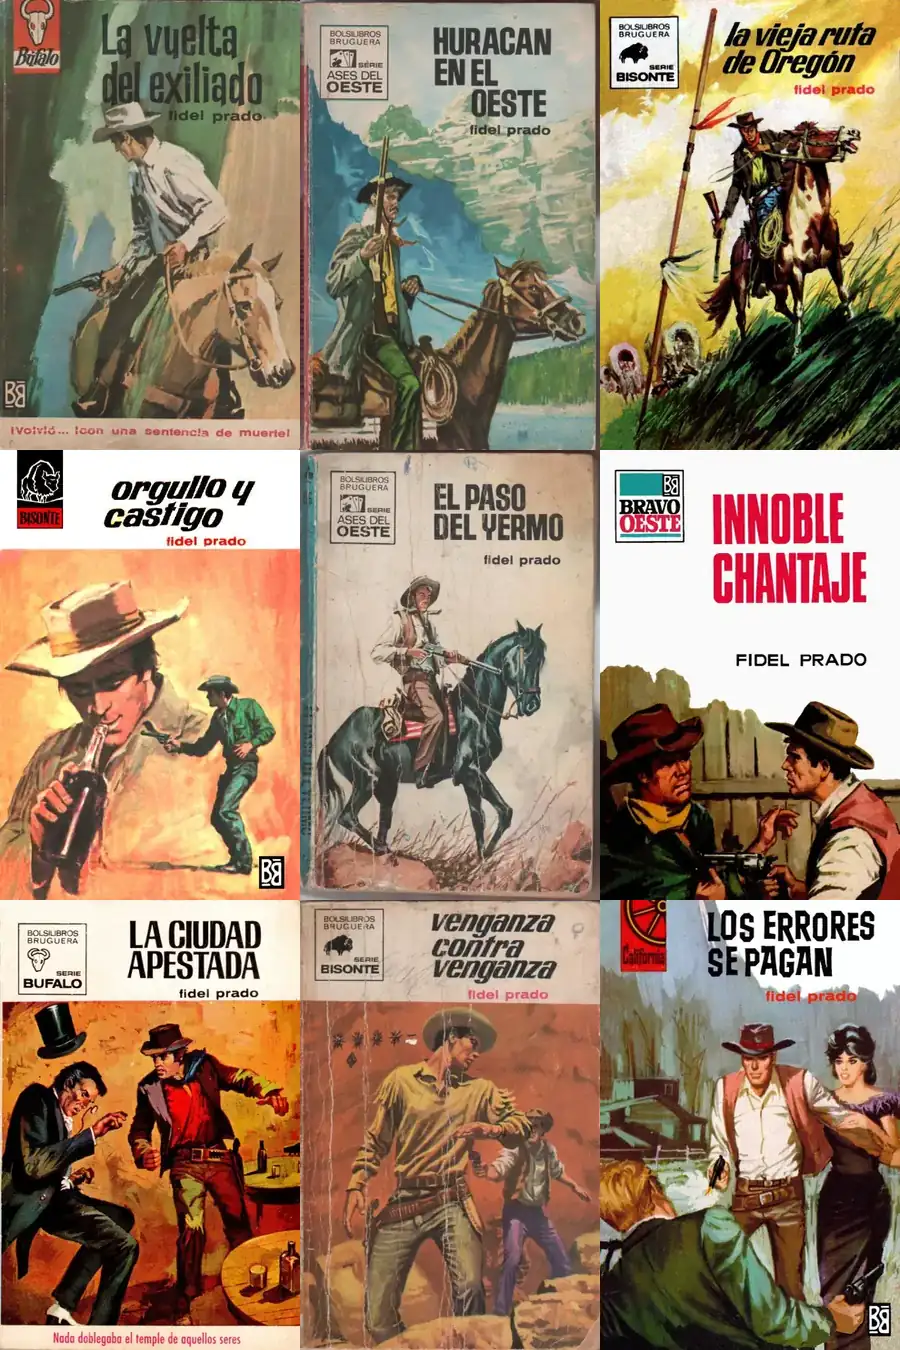 Búfalo
La vuelta
del exiliado
fidel prado
BB
¡Volvió... ¡con una sentencia de muerte!
BOLSILIBROS
BRUGUERA
SERIE
ASES DEL
OESTE
HURACAN
EN EL
OESTE
fidel prado
BOLSILIBROS
BRUGUERA
SERIE
BISONTE
la vieja ruta
de Oregón
fidel prado
BISONTE
orgullo y
castigo
fidel prado
BB
BOLSILIBROS
BRUGUERA
SERIE
ASES DEL
OESTE
EL PASO
DEL YERMO
fidel prado
BB
BRAVO
OESTE
INNOBLE
CHANTAJE
FIDEL PRADO
BOLSILIBROS
BRUGUERA
SERIE
BUFALO
LA CIUDAD
APESTADA
fidel prado
Nada doblegaba el temple de aquellos seres
BOLSILIBROS
BRUGUERA
SERIE
BISONTE
venganza
contra
venganza
fidel prado
California
LOS ERRORES
SE PAGAN
fidel prado
BB